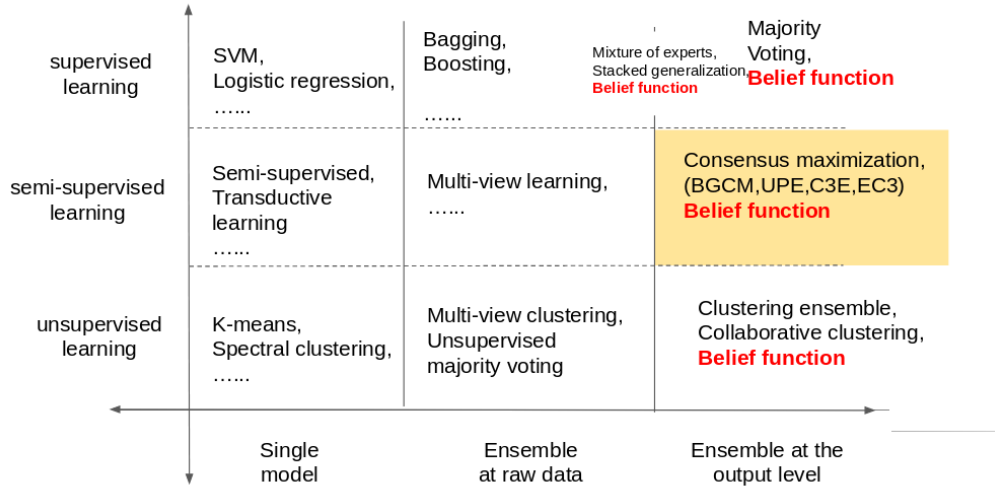 supervised
learning
SVM,
Logistic regression,
…...
Bagging,
Boosting,
…...
Mixture of experts,
Stacked generalization,
Belief function
Majority
Voting,
Belief function
semi-supervised
learning
Semi-supervised,
Transductive
learning
…...
Multi-view learning,
…...
Consensus maximization,
(BGCM,UPE,C3E,EC3)
Belief function
unsupervised
learning
K-means,
Spectral clustering,
…...
Multi-view clustering,
Unsupervised
majority voting
Clustering ensemble,
Collaborative clustering,
Belief function
Single
model
Ensemble
at raw data
Ensemble at the
output level